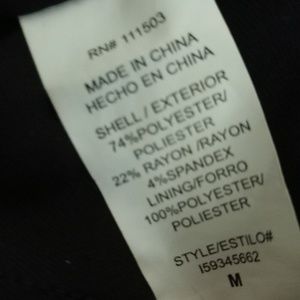 RN# 111503
MADE IN CHINA
HECHO EN CHINA
SHELL/EXTERIOR
74%POLYESTER/
POLIESTER
22% RAYON/RAYON
4%SPANDEX
LINING/FORRO
100%POLYESTER/
POLIESTER
STYLE/ESTILO#
I59345662
M